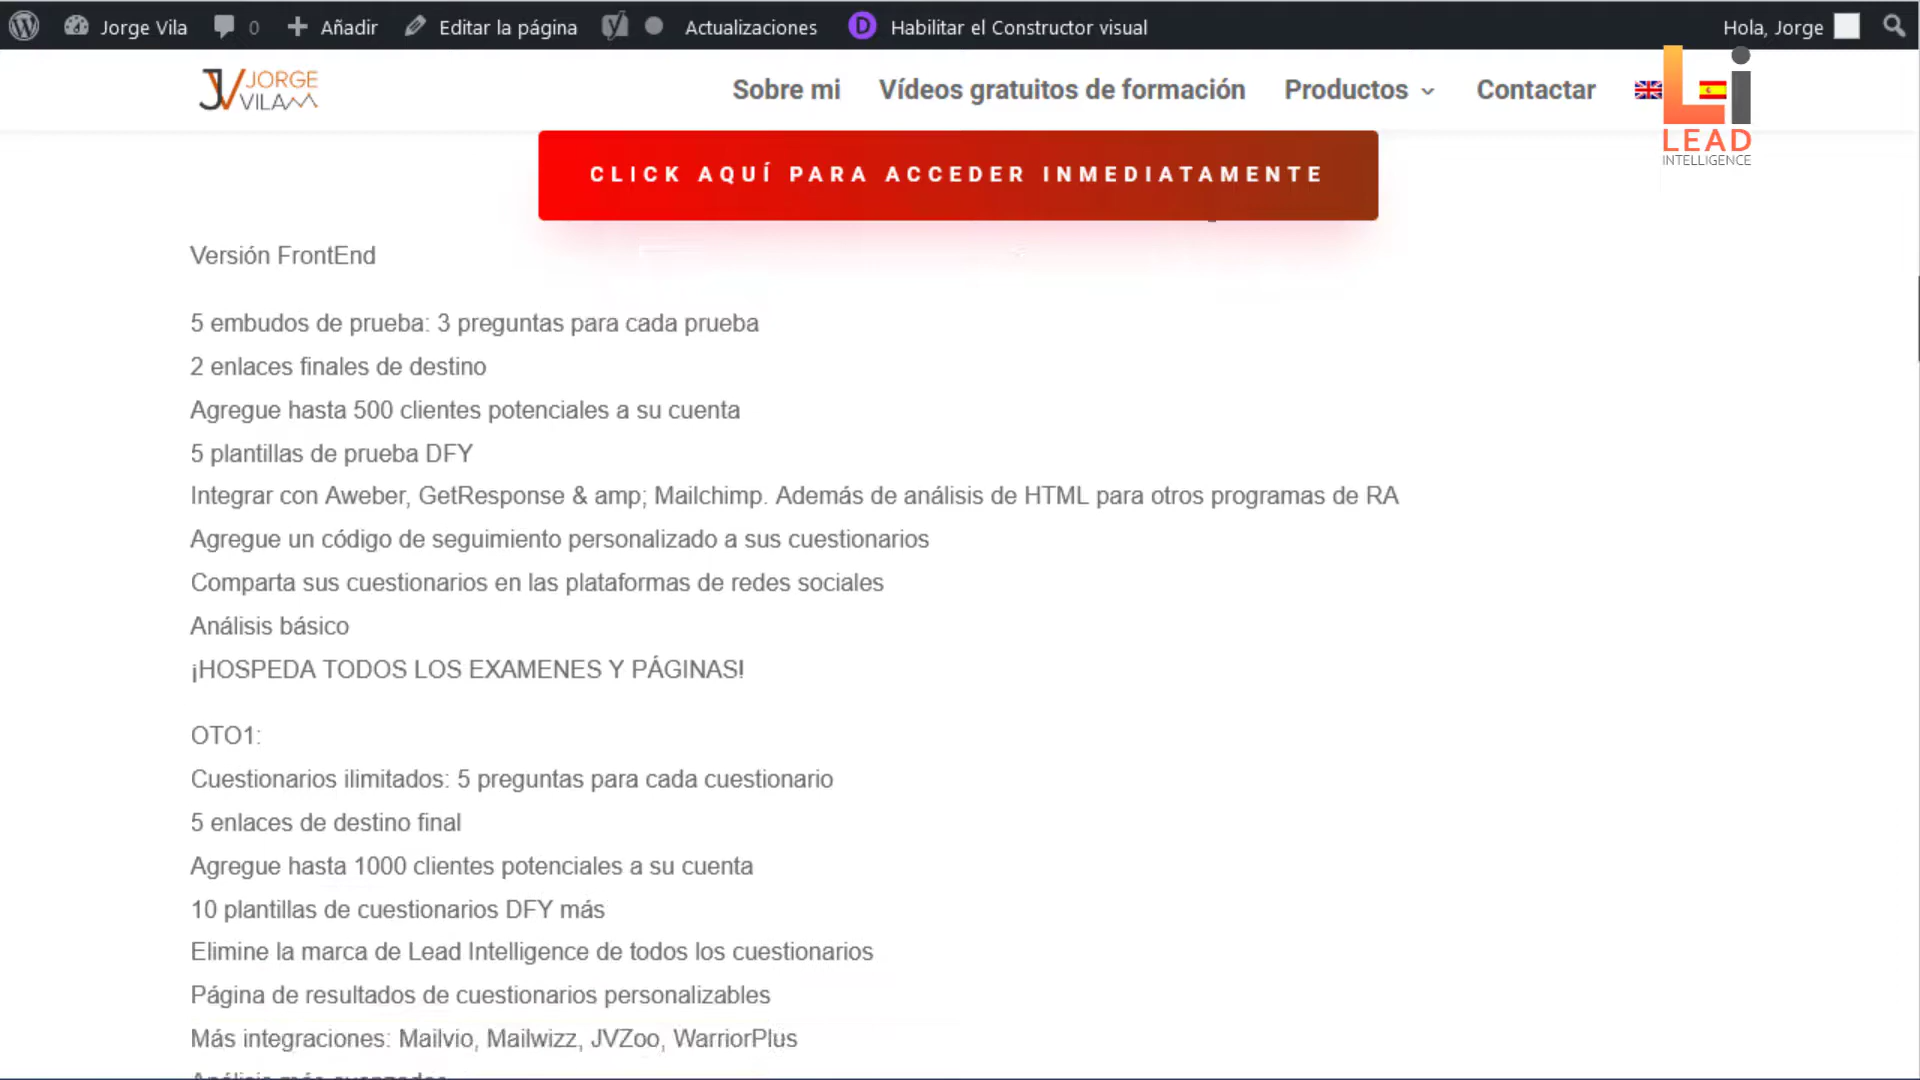 Jorge Vila 0 Añadir Editar la página Actualizaciones D Habilitar el Constructor visual Hola, Jorge
JORGE VILA Sobre mi Vídeos gratuitos de formación Productos Contactar
Li
LEAD
INTELLIGENCE
CLICK AQUÍ PARA ACCEDER INMEDIATAMENTE
Versión FrontEnd
5 embudos de prueba: 3 preguntas para cada prueba
2 enlaces finales de destino
Agregue hasta 500 clientes potenciales a su cuenta
5 plantillas de prueba DFY
Integrar con Aweber, GetResponse & amp; Mailchimp. Además de análisis de HTML para otros programas de RA
Agregue un código de seguimiento personalizado a sus cuestionarios
Comparta sus cuestionarios en las plataformas de redes sociales
Análisis básico
¡HOSPEDA TODOS LOS EXAMENES Y PÁGINAS!
OTO1:
Cuestionarios ilimitados: 5 preguntas para cada cuestionario
5 enlaces de destino final
Agregue hasta 1000 clientes potenciales a su cuenta
10 plantillas de cuestionarios DFY más
Elimine la marca de Lead Intelligence de todos los cuestionarios
Página de resultados de cuestionarios personalizables
Más integraciones: Mailvio, Mailwizz, JVZoo, WarriorPlus